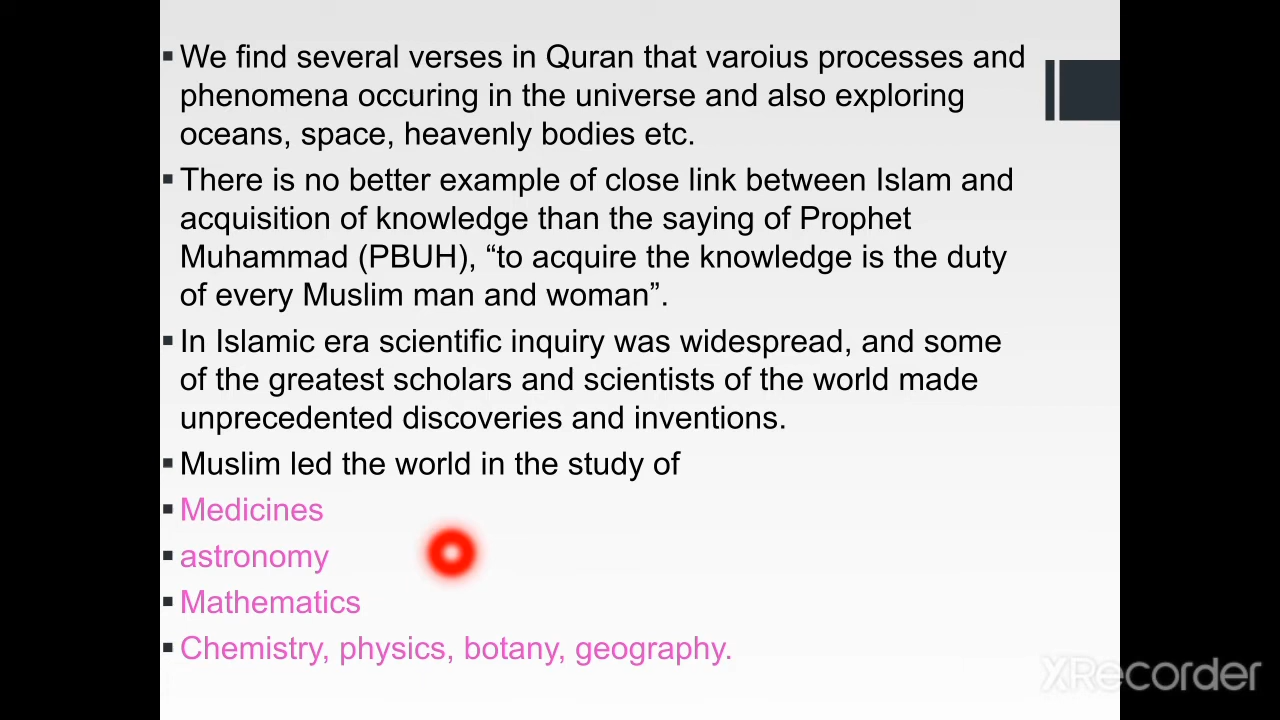 We find several verses in Quran that varoius processes and
phenomena occuring in the universe and also exploring
oceans, space, heavenly bodies etc.
There is no better example of close link between Islam and
acquisition of knowledge than the saying of Prophet
Muhammad (PBUH), “to acquire the knowledge is the duty
of every Muslim man and woman”.
In Islamic era scientific inquiry was widespread, and some
of the greatest scholars and scientists of the world made
unprecedented discoveries and inventions.
Muslim led the world in the study of
Medicines
astronomy
Mathematics
Chemistry, physics, botany, geography.
XRecorder